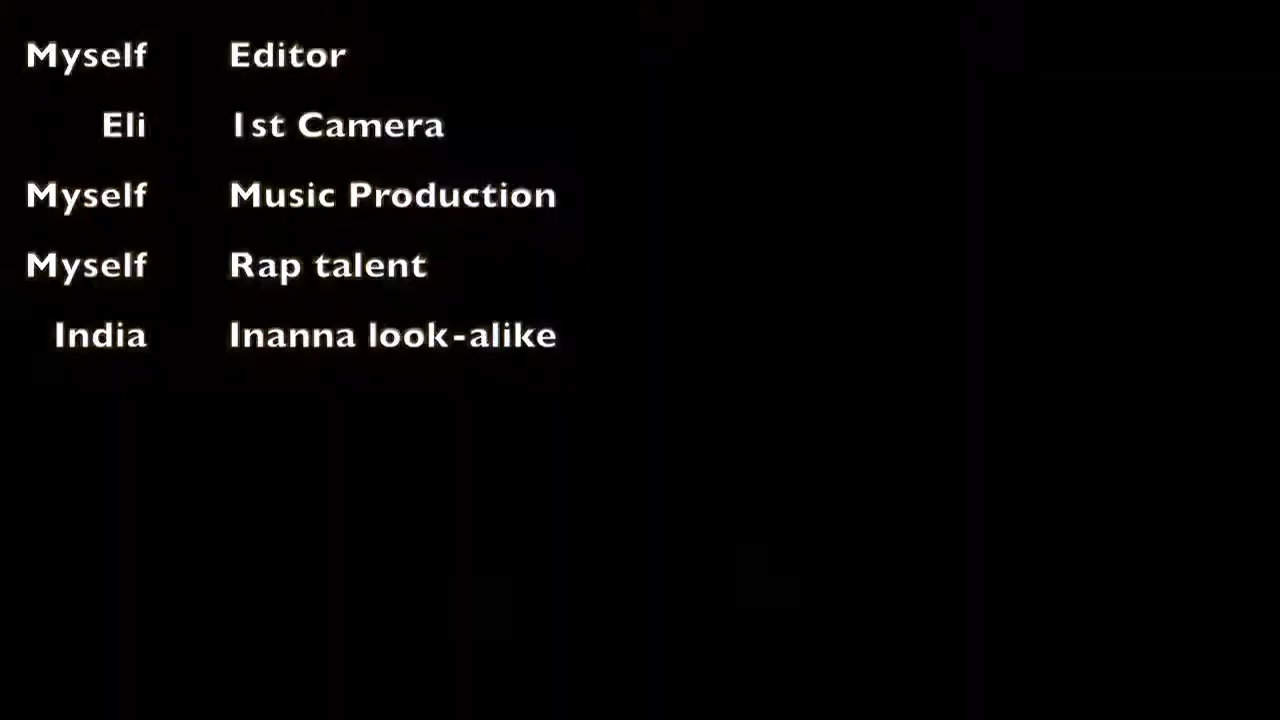 Myself Editor
Eli 1st Camera
Myself Music Production
Myself Rap talent
India Inanna look-alike